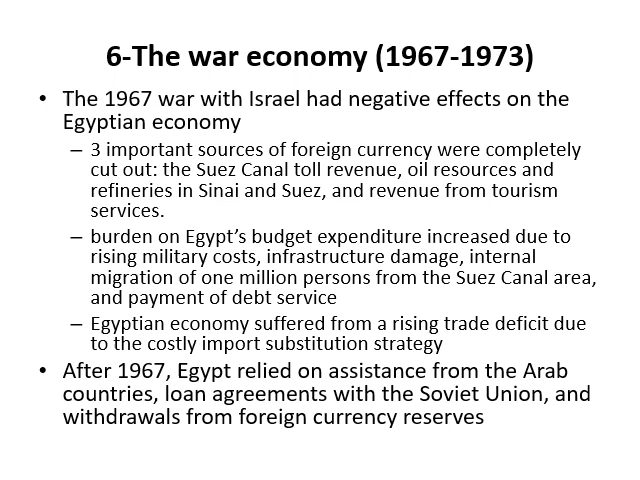 6-The war economy (1967-1973)
• The 1967 war with Israel had negative effects on the
Egyptian economy
– 3 important sources of foreign currency were completely
cut out: the Suez Canal toll revenue, oil resources and
refineries in Sinai and Suez, and revenue from tourism
services.
– burden on Egypt’s budget expenditure increased due to
rising military costs, infrastructure damage, internal
migration of one million persons from the Suez Canal area,
and payment of debt service
– Egyptian economy suffered from a rising trade deficit due
to the costly import substitution strategy
• After 1967, Egypt relied on assistance from the Arab
countries, loan agreements with the Soviet Union, and
withdrawals from foreign currency reserves